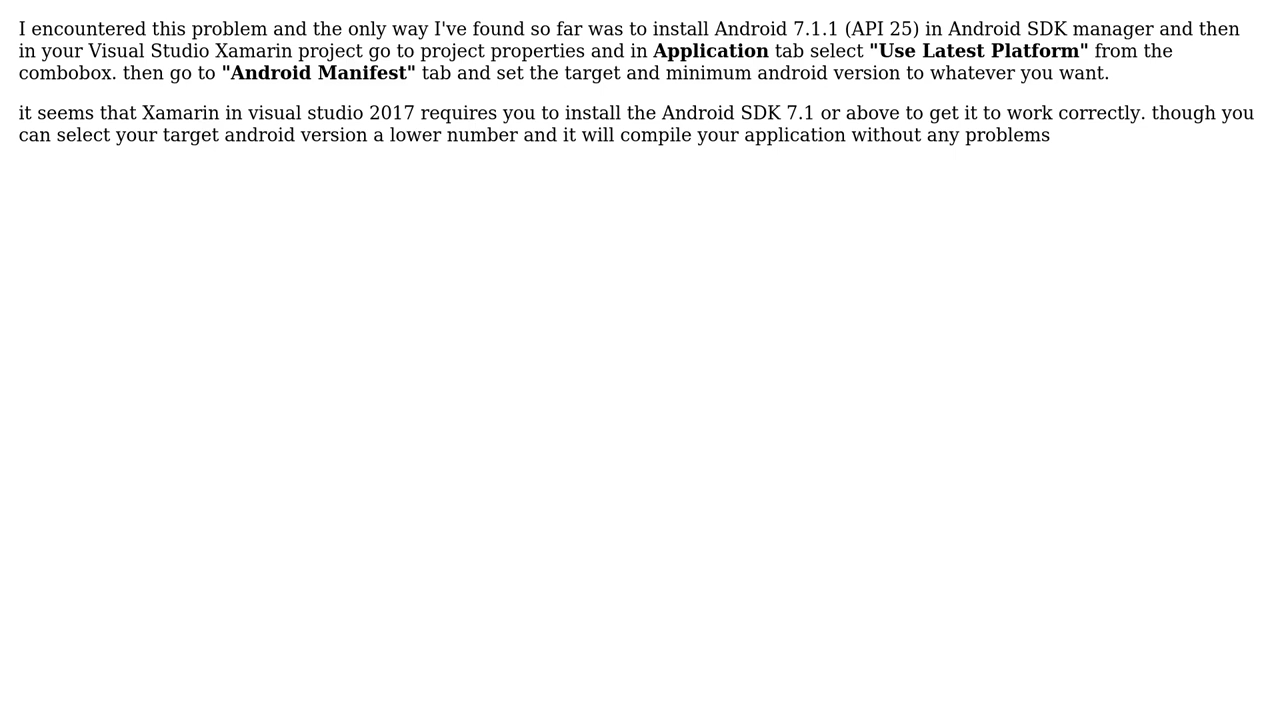 I encountered this problem and the only way I've found so far was to install Android 7.1.1 (API 25) in Android SDK manager and then
in your Visual Studio Xamarin project go to project properties and in Application tab select "Use Latest Platform" from the
combobox. then go to "Android Manifest" tab and set the target and minimum android version to whatever you want.
it seems that Xamarin in visual studio 2017 requires you to install the Android SDK 7.1 or above to get it to work correctly. though you
can select your target android version a lower number and it will compile your application without any problems